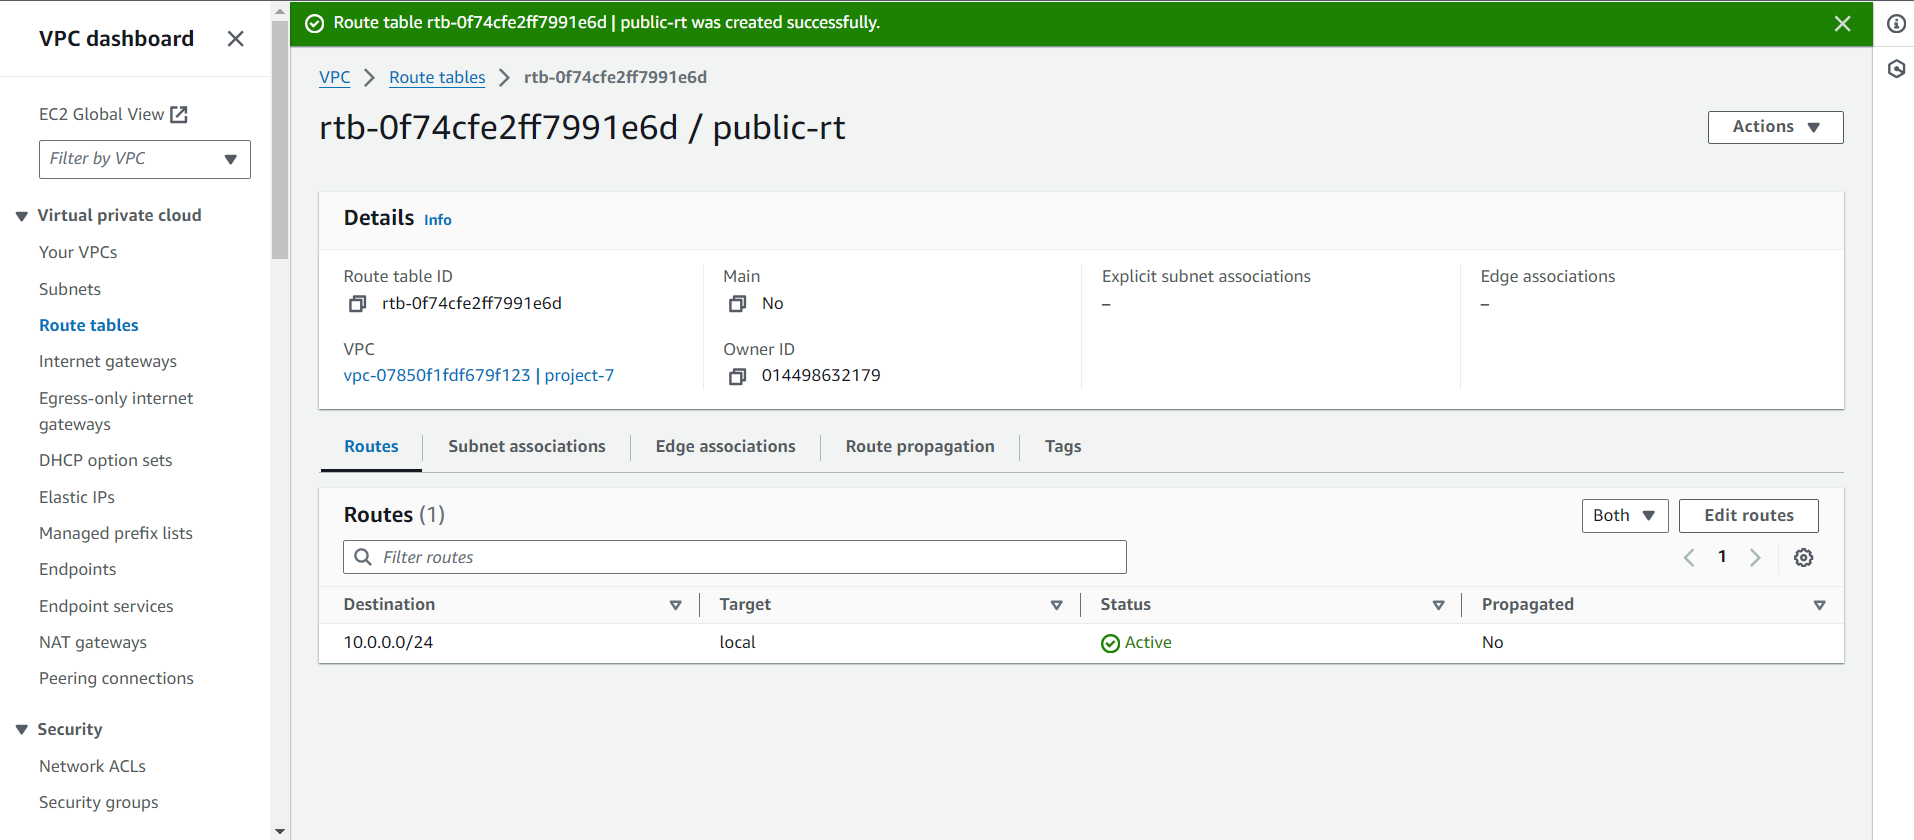 VPC dashboard
EC2 Global View
Filter by VPC
Virtual private cloud
Your VPCs
Subnets
Route tables
Internet gateways
Egress-only internet
gateways
DHCP option sets
Elastic IPs
Managed prefix lists
Endpoints
Endpoint services
NAT gateways
Peering connections
Security
Network ACLs
Security groups
Route table rtb-0f74cfe2ff7991e6d | public-rt was created successfully.
VPC Route tables rtb-0f74cfe2ff7991e6d
rtb-0f74cfe2ff7991e6d / public-rt
Actions
Details Info
Route table ID
rtb-0f74cfe2ff7991e6d
Main
No
Explicit subnet associations
–
Edge associations
–
VPC
vpc-07850f1fdf679f123 | project-7
Owner ID
014498632179
Routes Subnet associations Edge associations Route propagation Tags
Routes (1)
Both Edit routes
Filter routes
1
Destination Target Status Propagated
10.0.0.0/24 local Active No